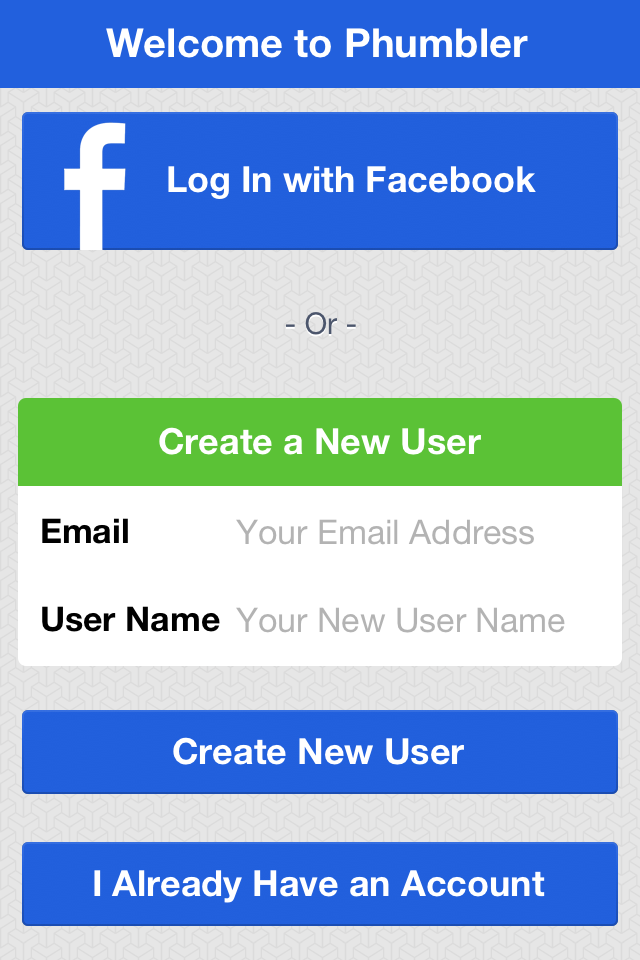 Welcome to Phumbler
f
Log In with Facebook
- Or -
Create a New User
Email Your Email Address
User Name Your New User Name
Create New User
I Already Have an Account